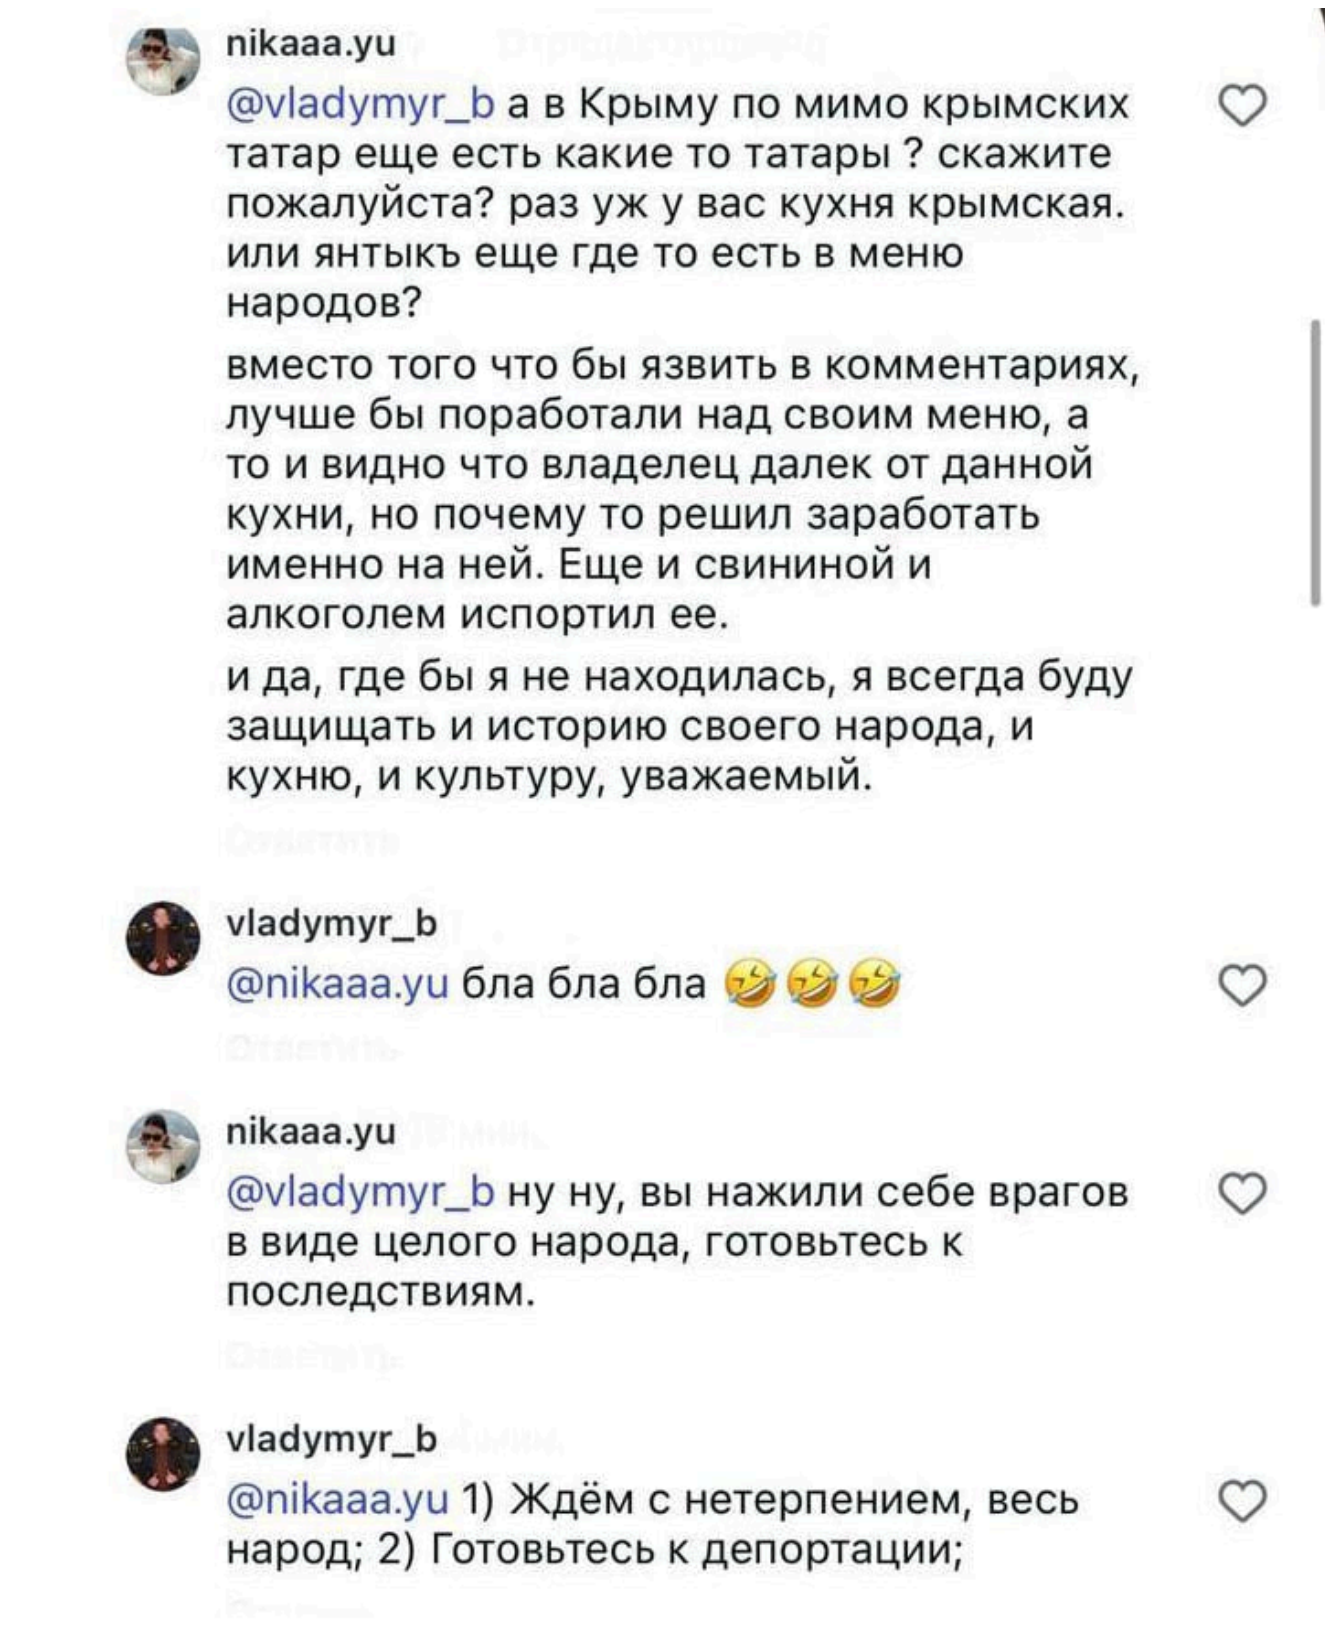 nikaaa.yu
@vladymyr_b а в Крыму по мимо крымских
татар еще есть какие то татары ? скажите
пожалуйста? раз уж у вас кухня крымская.
или янтыкъ еще где то есть в меню
народов?
вместо того что бы язвить в комментариях,
лучше бы поработали над своим меню, а
то и видно что владелец далек от данной
кухни, но почему то решил заработать
именно на ней. Еще и свининой и
алкоголем испортил ее.
и да, где бы я не находилась, я всегда буду
защищать и историю своего народа, и
кухню, и культуру, уважаемый.
Ответить
vladymyr_b
@nikaaa.yu бла бла бла 🤣🤣🤣
Ответить
nikaaa.yu
@vladymyr_b ну ну, вы нажили себе врагов
в виде целого народа, готовьтесь к
последствиям.
Ответить
vladymyr_b
@nikaaa.yu 1) Ждём с нетерпением, весь
народ; 2) Готовьтесь к депортации;